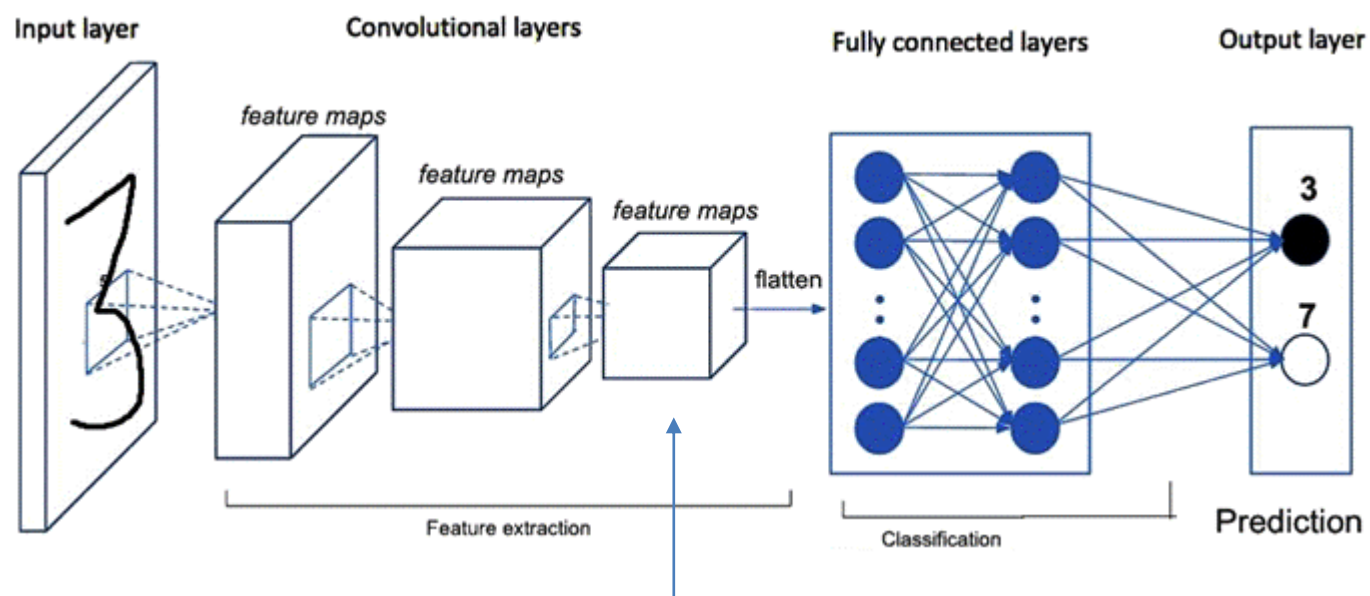 Input layer
Convolutional layers
Fully connected layers
Output layer
feature maps
feature maps
feature maps
flatten
3
7
Feature extraction
Classification
Prediction
3